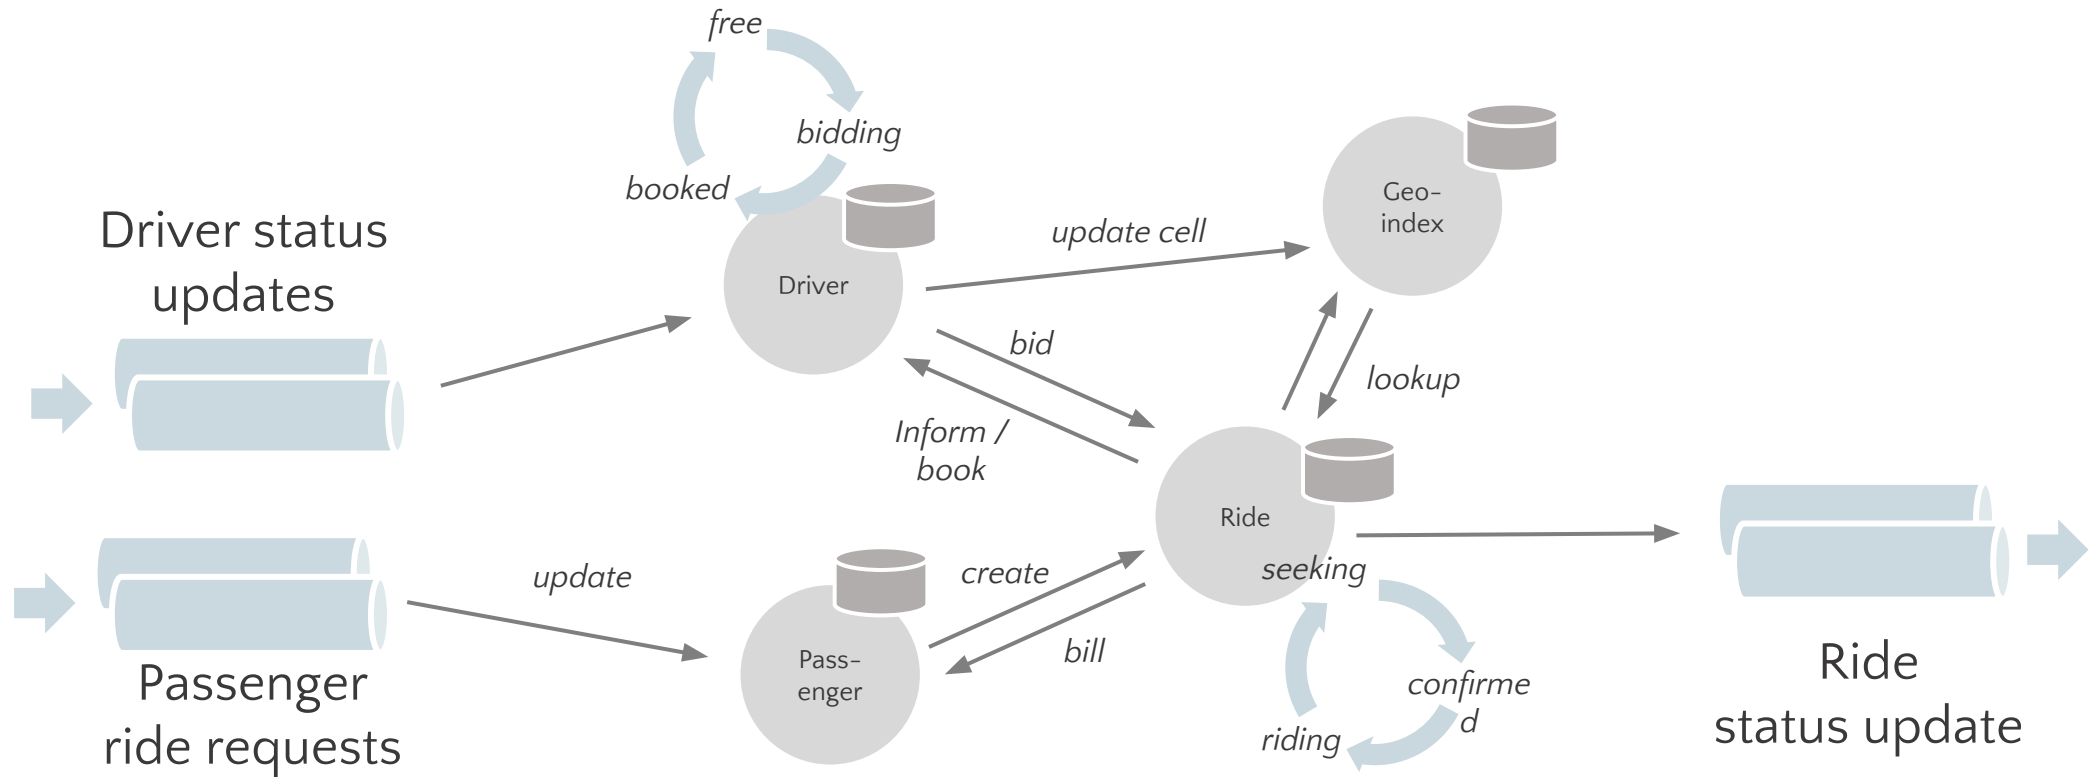 free
bidding
booked
Driver status
updates
Driver
update cell
Geo-
index
bid
lookup
Inform /
book
Ride
seeking
update
create
bill
Pass-
enger
confirme
d
riding
Passenger
ride requests
Ride
status update